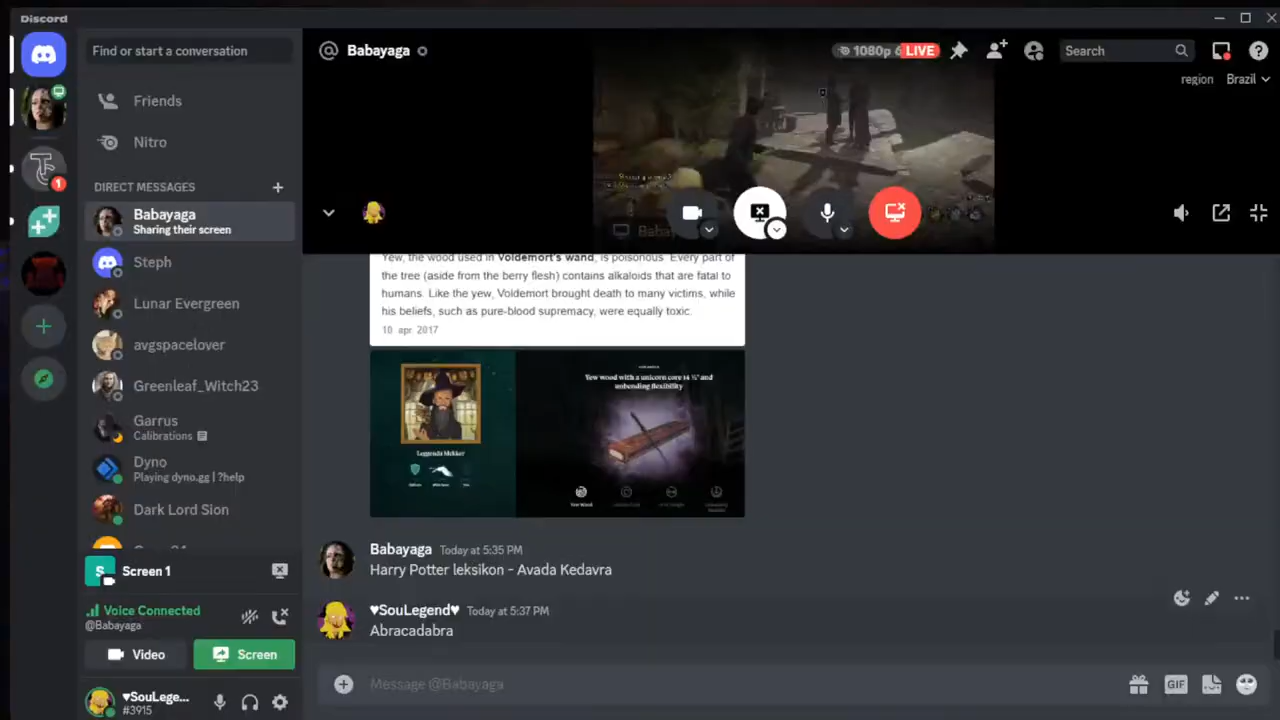 Discord
Find or start a conversation
Friends
Nitro
DIRECT MESSAGES
Babayaga
Sharing their screen
Steph
Lunar Evergreen
avgspacelover
Greenleaf_Witch23
Garrus
Calibrations
Dyno
Playing dyno.gg | ?help
Dark Lord Sion
Screen 1
Voice Connected
@Babayaga
Video
Screen
♥SouLege...
#3915
1
S
Babayaga
1080p 6
LIVE
Search
region
Brazil
Baba
Yew, the wood used in Voldemort's wand, is poisonous. Every part of
the tree (aside from the berry flesh) contains alkaloids that are fatal to
humans. Like the yew, Voldemort brought death to many victims, while
his beliefs, such as pure-blood supremacy, were equally toxic.
10 apr. 2017
Yew wood with a unicorn core 14 ½" and
unbending flexibility
Yew Wood
Babayaga Today at 5:35 PM
Harry Potter leksikon - Avada Kedavra
♥SouLegend♥ Today at 5:37 PM
Abracadabra
Message @Babayaga
GIF